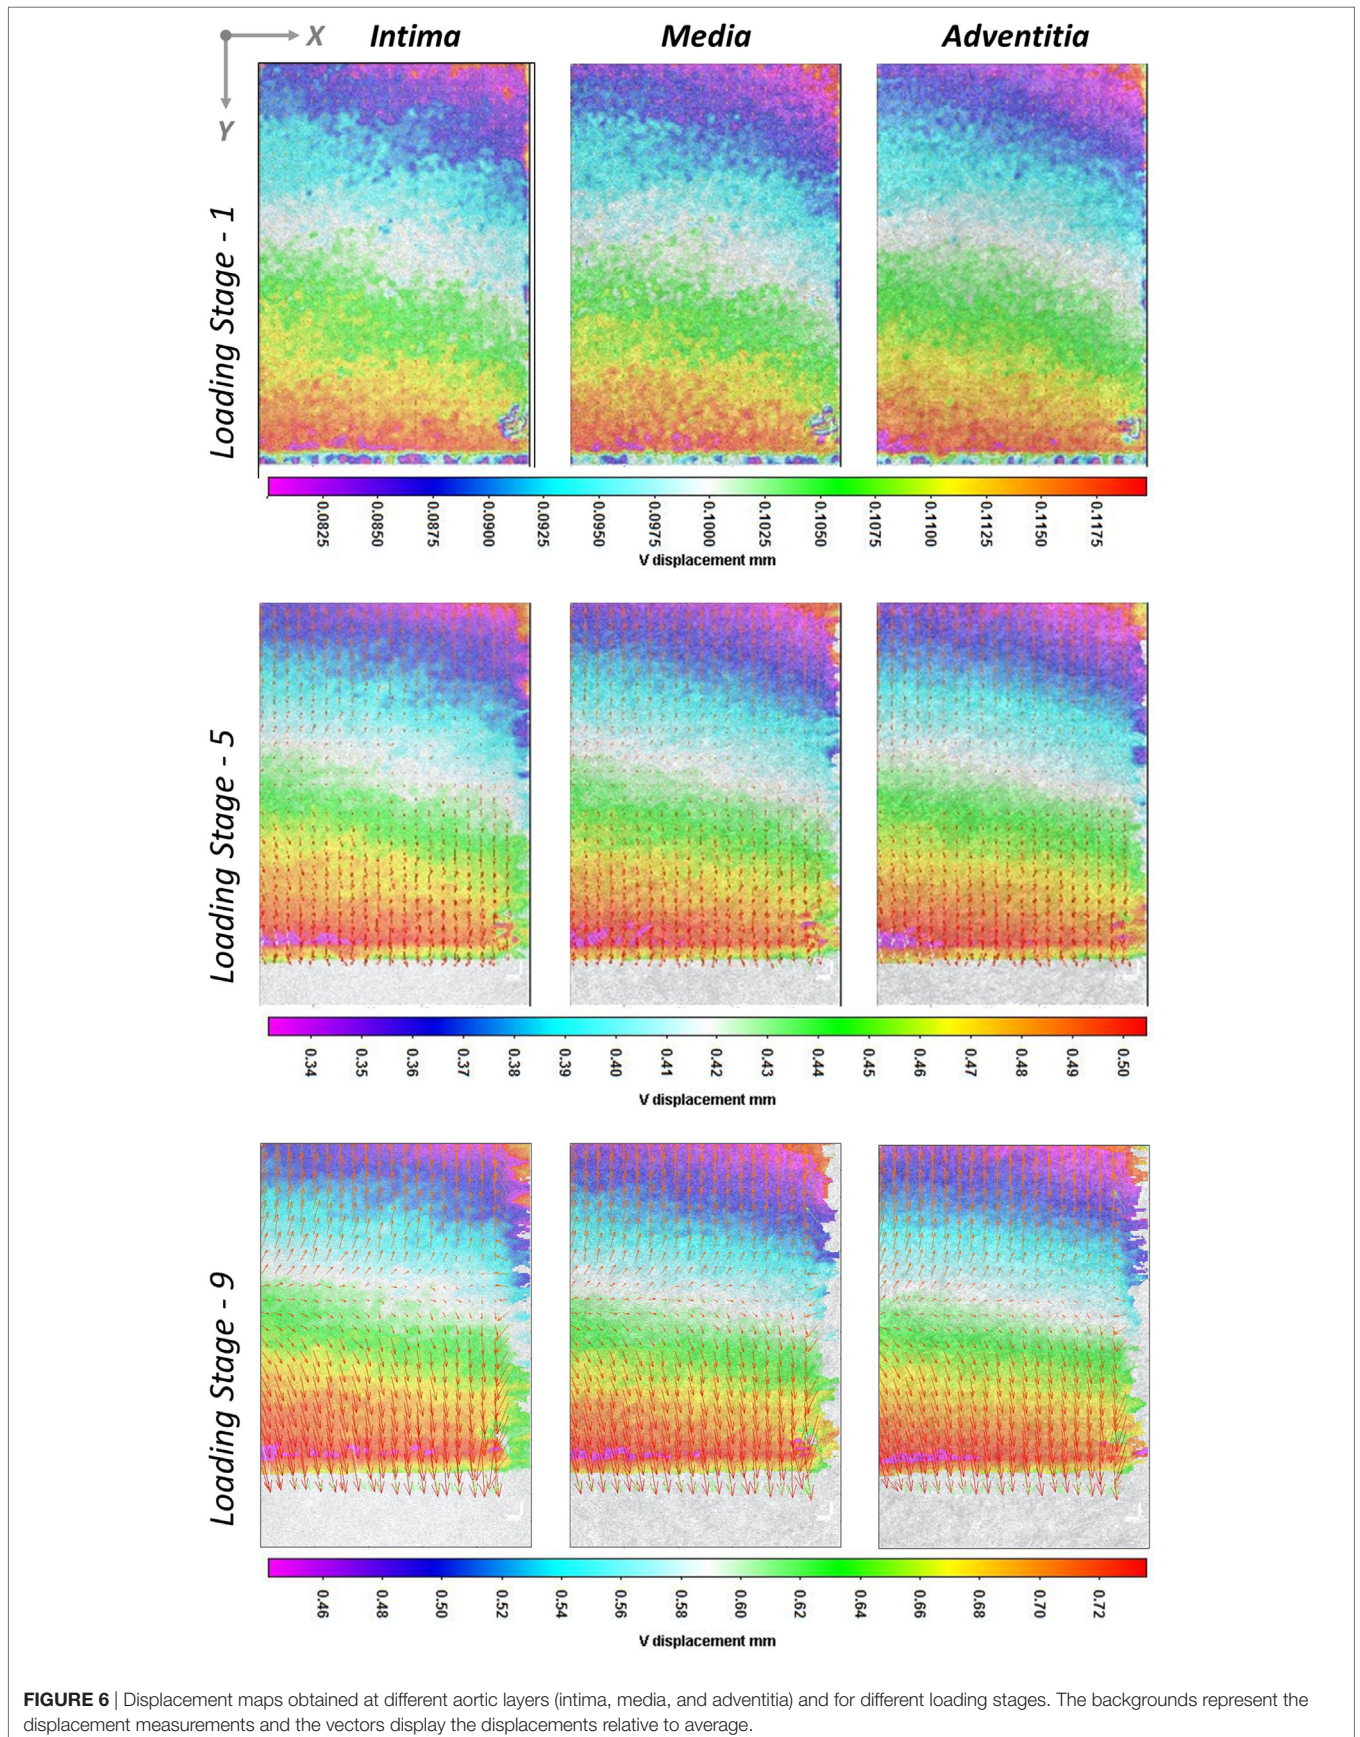 X Intima Media Adventitia
Y
Loading Stage - 1
0.0825 0.0850 0.0875 0.0900 0.0925 0.0950 0.0975 0.1000 0.1025 0.1050 0.1075 0.1100 0.1125 0.1150 0.1175
V displacement mm
Loading Stage - 5
0.34 0.35 0.36 0.37 0.38 0.39 0.40 0.41 0.42 0.43 0.44 0.45 0.46 0.47 0.48 0.49 0.50
V displacement mm
Loading Stage - 9
0.46 0.48 0.50 0.52 0.54 0.56 0.58 0.60 0.62 0.64 0.66 0.68 0.70 0.72
V displacement mm
FIGURE 6 | Displacement maps obtained at different aortic layers (intima, media, and adventitia) and for different loading stages. The backgrounds represent the
displacement measurements and the vectors display the displacements relative to average.